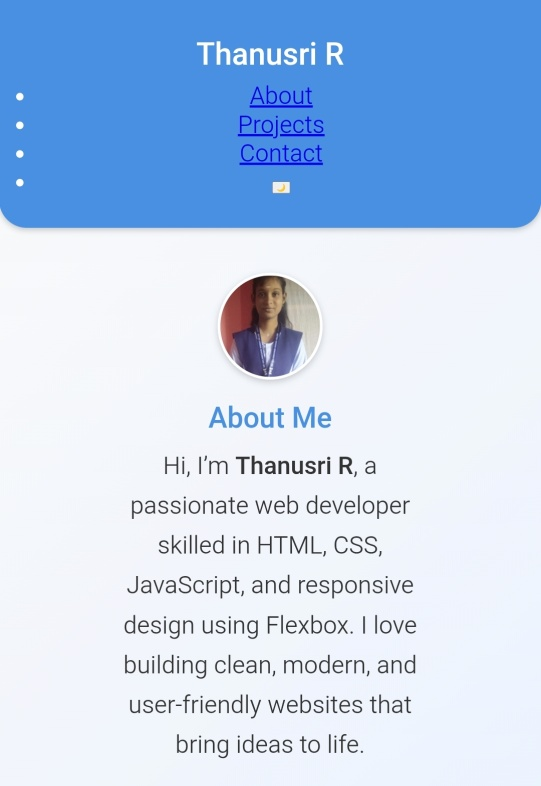 Thanusri R
About
Projects
Contact
🌙
About Me
Hi, I’m Thanusri R, a
passionate web developer
skilled in HTML, CSS,
JavaScript, and responsive
design using Flexbox. I love
building clean, modern, and
user-friendly websites that
bring ideas to life.